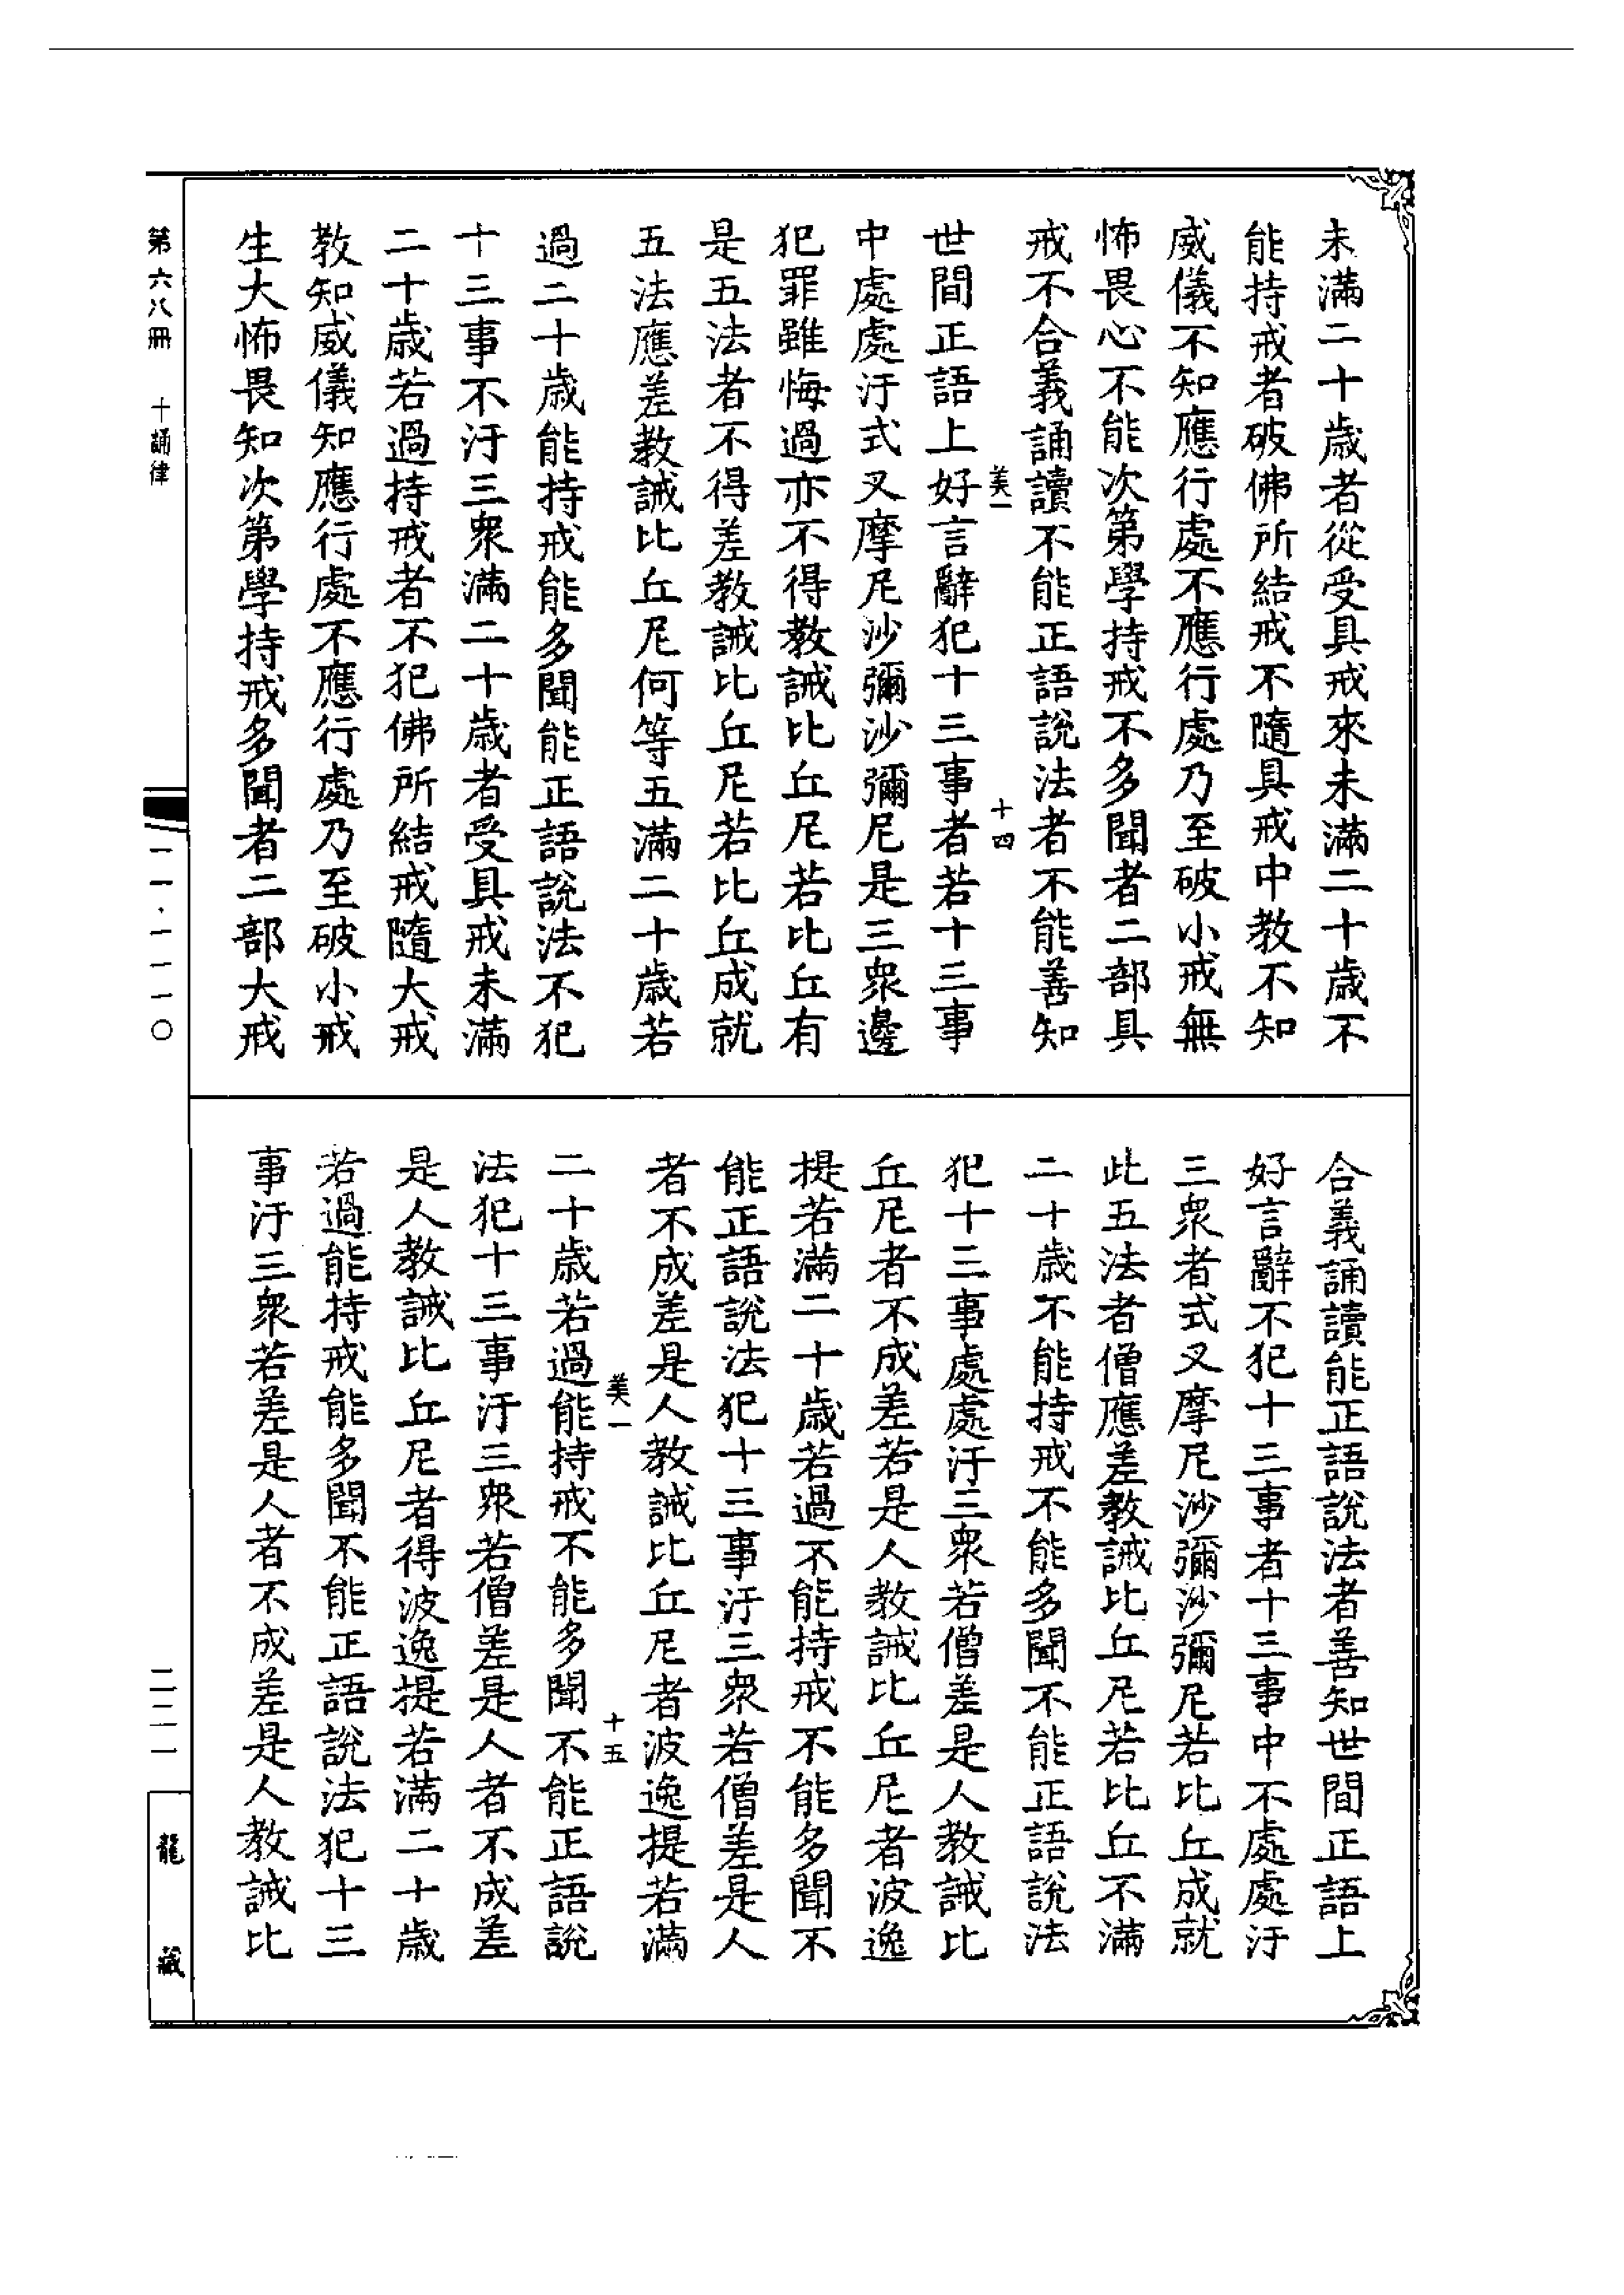 未滿二十歲者從受具戒來未滿二十歲不
能持戒者破佛所結戒不隨具戒中教不知
威儀不知應行處不應行處乃至破小戒無
怖畏心不能次第學持戒不多聞者二部具
戒不合義誦讀不能正語說法者不能善知
美一 十四
世間正語上好言辭犯十三事者若十三事
中處處汙式叉摩尼沙彌沙彌尼是三衆邊
犯罪雖悔過亦不得教誡比丘尼若比丘有
是五法者不得差教誡比丘尼若比丘成就
五法應差教誡比丘尼何等五滿二十歲若
過二十歲能持戒能多聞能正語說法不犯
十三事不汙三衆滿二十歲者受具戒未滿
二十歲若過持戒者不犯佛所結戒隨大戒
教知威儀知應行處不應行處乃至破小戒
生大怖畏知次第學持戒多聞者二部大戒
合義誦讀能正語說法者善知世間正語上
好言辭不犯十三事者十三事中不處處汙
三衆者式叉摩尼沙彌沙彌尼若比丘成就
此五法者僧應差教誡比丘尼若比丘不滿
二十歲不能持戒不能多聞不能正語說法
犯十三事處處汙三衆若僧差是人教誡比
丘尼者不成差若是人教誡比丘尼者波逸
提若滿二十歲若過不能持戒不能多聞不
能正語說法犯十三事汙三衆若僧差是人
者不成差是人教誡比丘尼者波逸提若滿
美一 十五
二十歲若過能持戒不能多聞不能正語說
法犯十三事汙三衆若僧差是人者不成差
是人教誡比丘尼者得波逸提若滿二十歲
若過能持戒能多聞不能正語說法犯十三
事汙三衆若差是人者不成差是人教誡比
第六八冊 十誦律
一一·一一一〇
二二一
龍藏